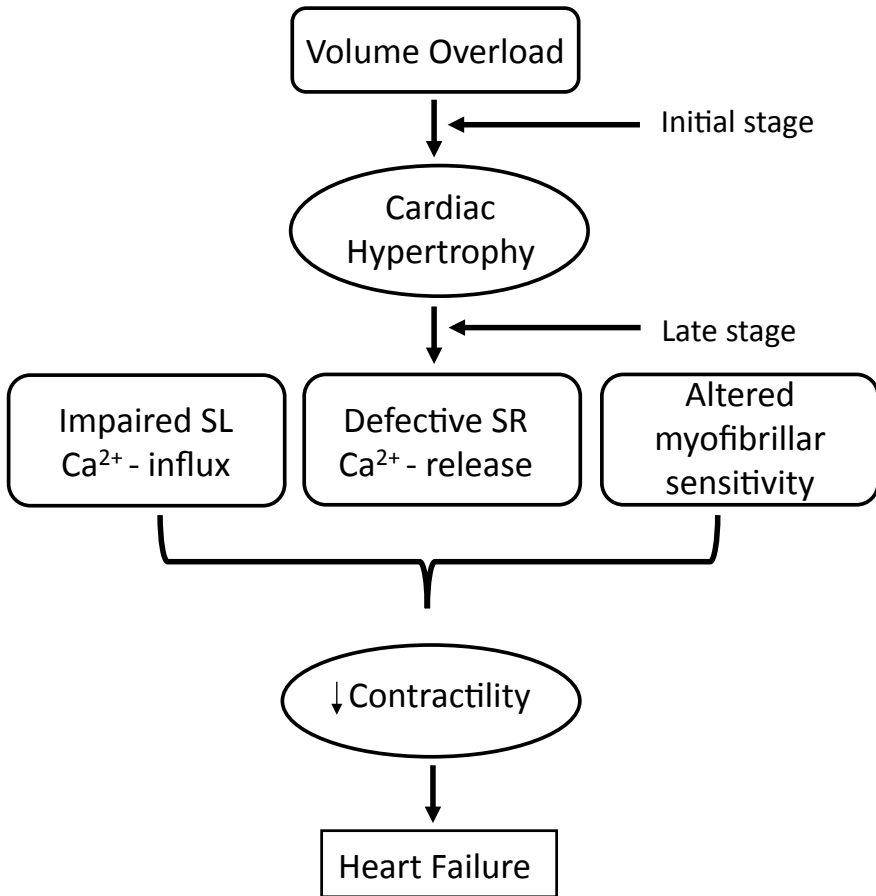 Volume Overload
Initial stage
Cardiac
Hypertrophy
Late stage
Impaired SL
Ca²⁺ - influx
Defective SR
Ca²⁺ - release
Altered
myofibrillar
sensitivity
↓ Contractility
Heart Failure